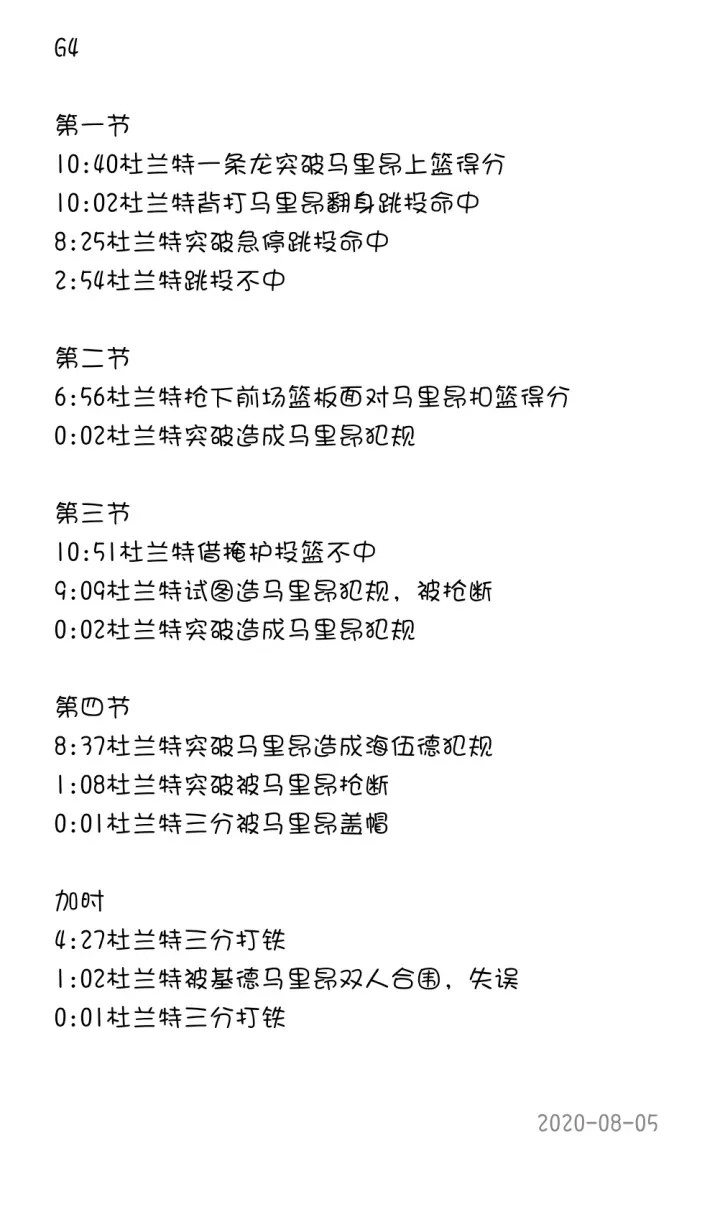 G4
第一节
10:40杜兰特一条龙突破马里昂上篮得分
10:02杜兰特背打马里昂翻身跳投命中
8:25杜兰特突破急停跳投命中
2:54杜兰特跳投不中
第二节
6:56杜兰特抢下前场篮板面对马里昂扣篮得分
0:02杜兰特突破造成马里昂犯规
第三节
10:51杜兰特借掩护投篮不中
9:09杜兰特试图造马里昂犯规，被抢断
0:02杜兰特突破造成马里昂犯规
第四节
8:37杜兰特突破马里昂造成海伍德犯规
1:08杜兰特突破被马里昂抢断
0:01杜兰特三分被马里昂盖帽
加时
4:27杜兰特三分打铁
1:02杜兰特被基德马里昂双人合围，失误
0:01杜兰特三分打铁
2020-08-05